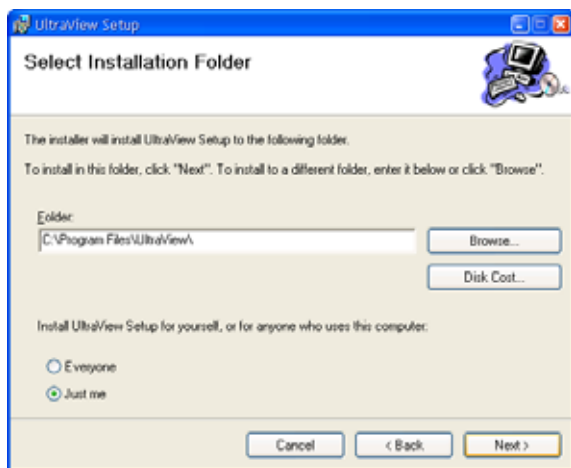 UltraView Setup
Select Installation Folder
The installer will install UltraView Setup to the following folder.
To install in this folder, click "Next". To install to a different folder, enter it below or click "Browse".
Folder:
C:\Program Files\UltraView\
Browse...
Disk Cost...
Install UltraView Setup for yourself, or for anyone who uses this computer:
Everyone
Just me
Cancel
< Back
Next >